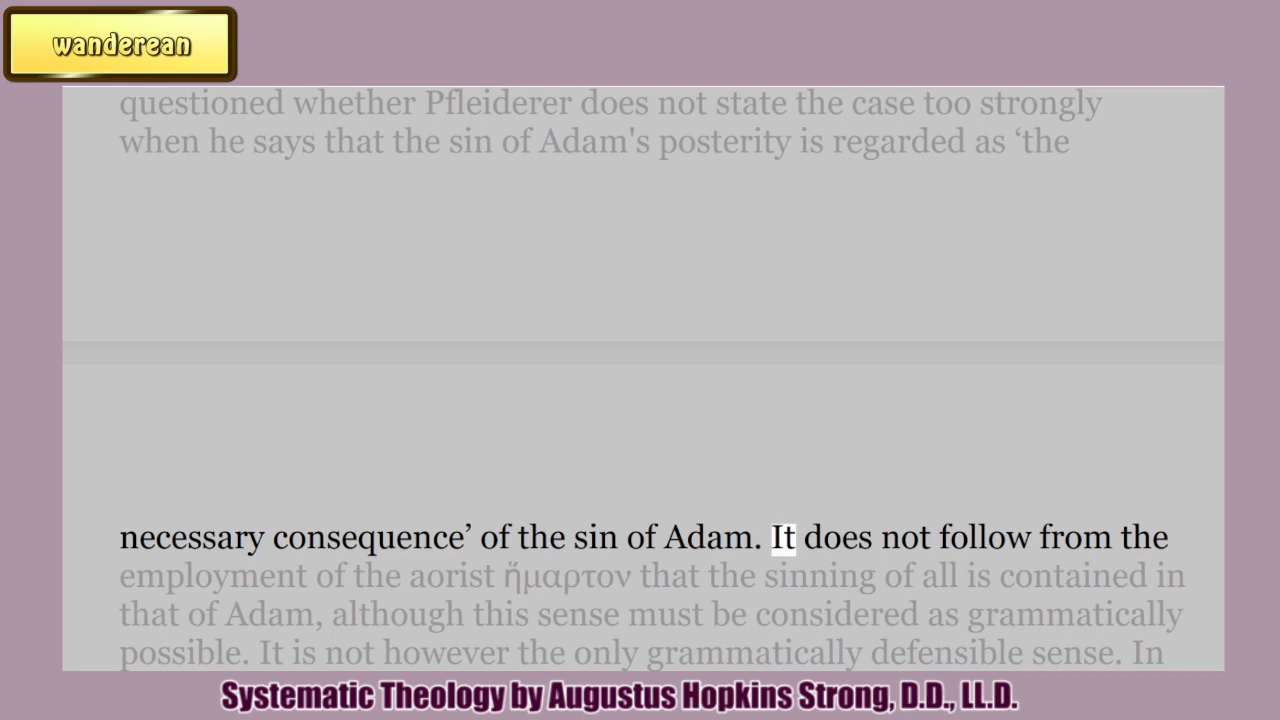 wanderean
questioned whether Pfleiderer does not state the case too strongly
when he says that the sin of Adam's posterity is regarded as ‘the
necessary consequence’ of the sin of Adam. It does not follow from the
employment of the aorist ἥμαρτον that the sinning of all is contained in
that of Adam, although this sense must be considered as grammatically
possible. It is not however the only grammatically defensible sense. In
Systematic Theology by Augustus Hopkins Strong, D.D., LL.D.